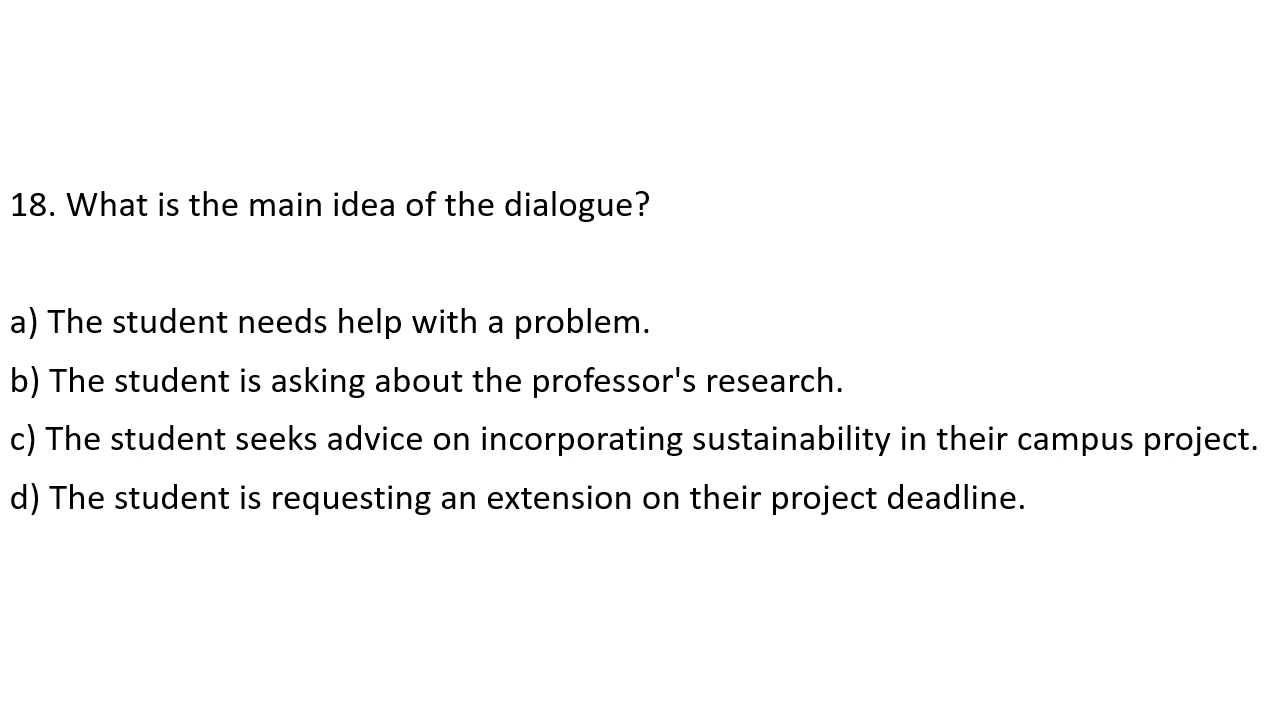 18. What is the main idea of the dialogue?
a) The student needs help with a problem.
b) The student is asking about the professor's research.
c) The student seeks advice on incorporating sustainability in their campus project.
d) The student is requesting an extension on their project deadline.